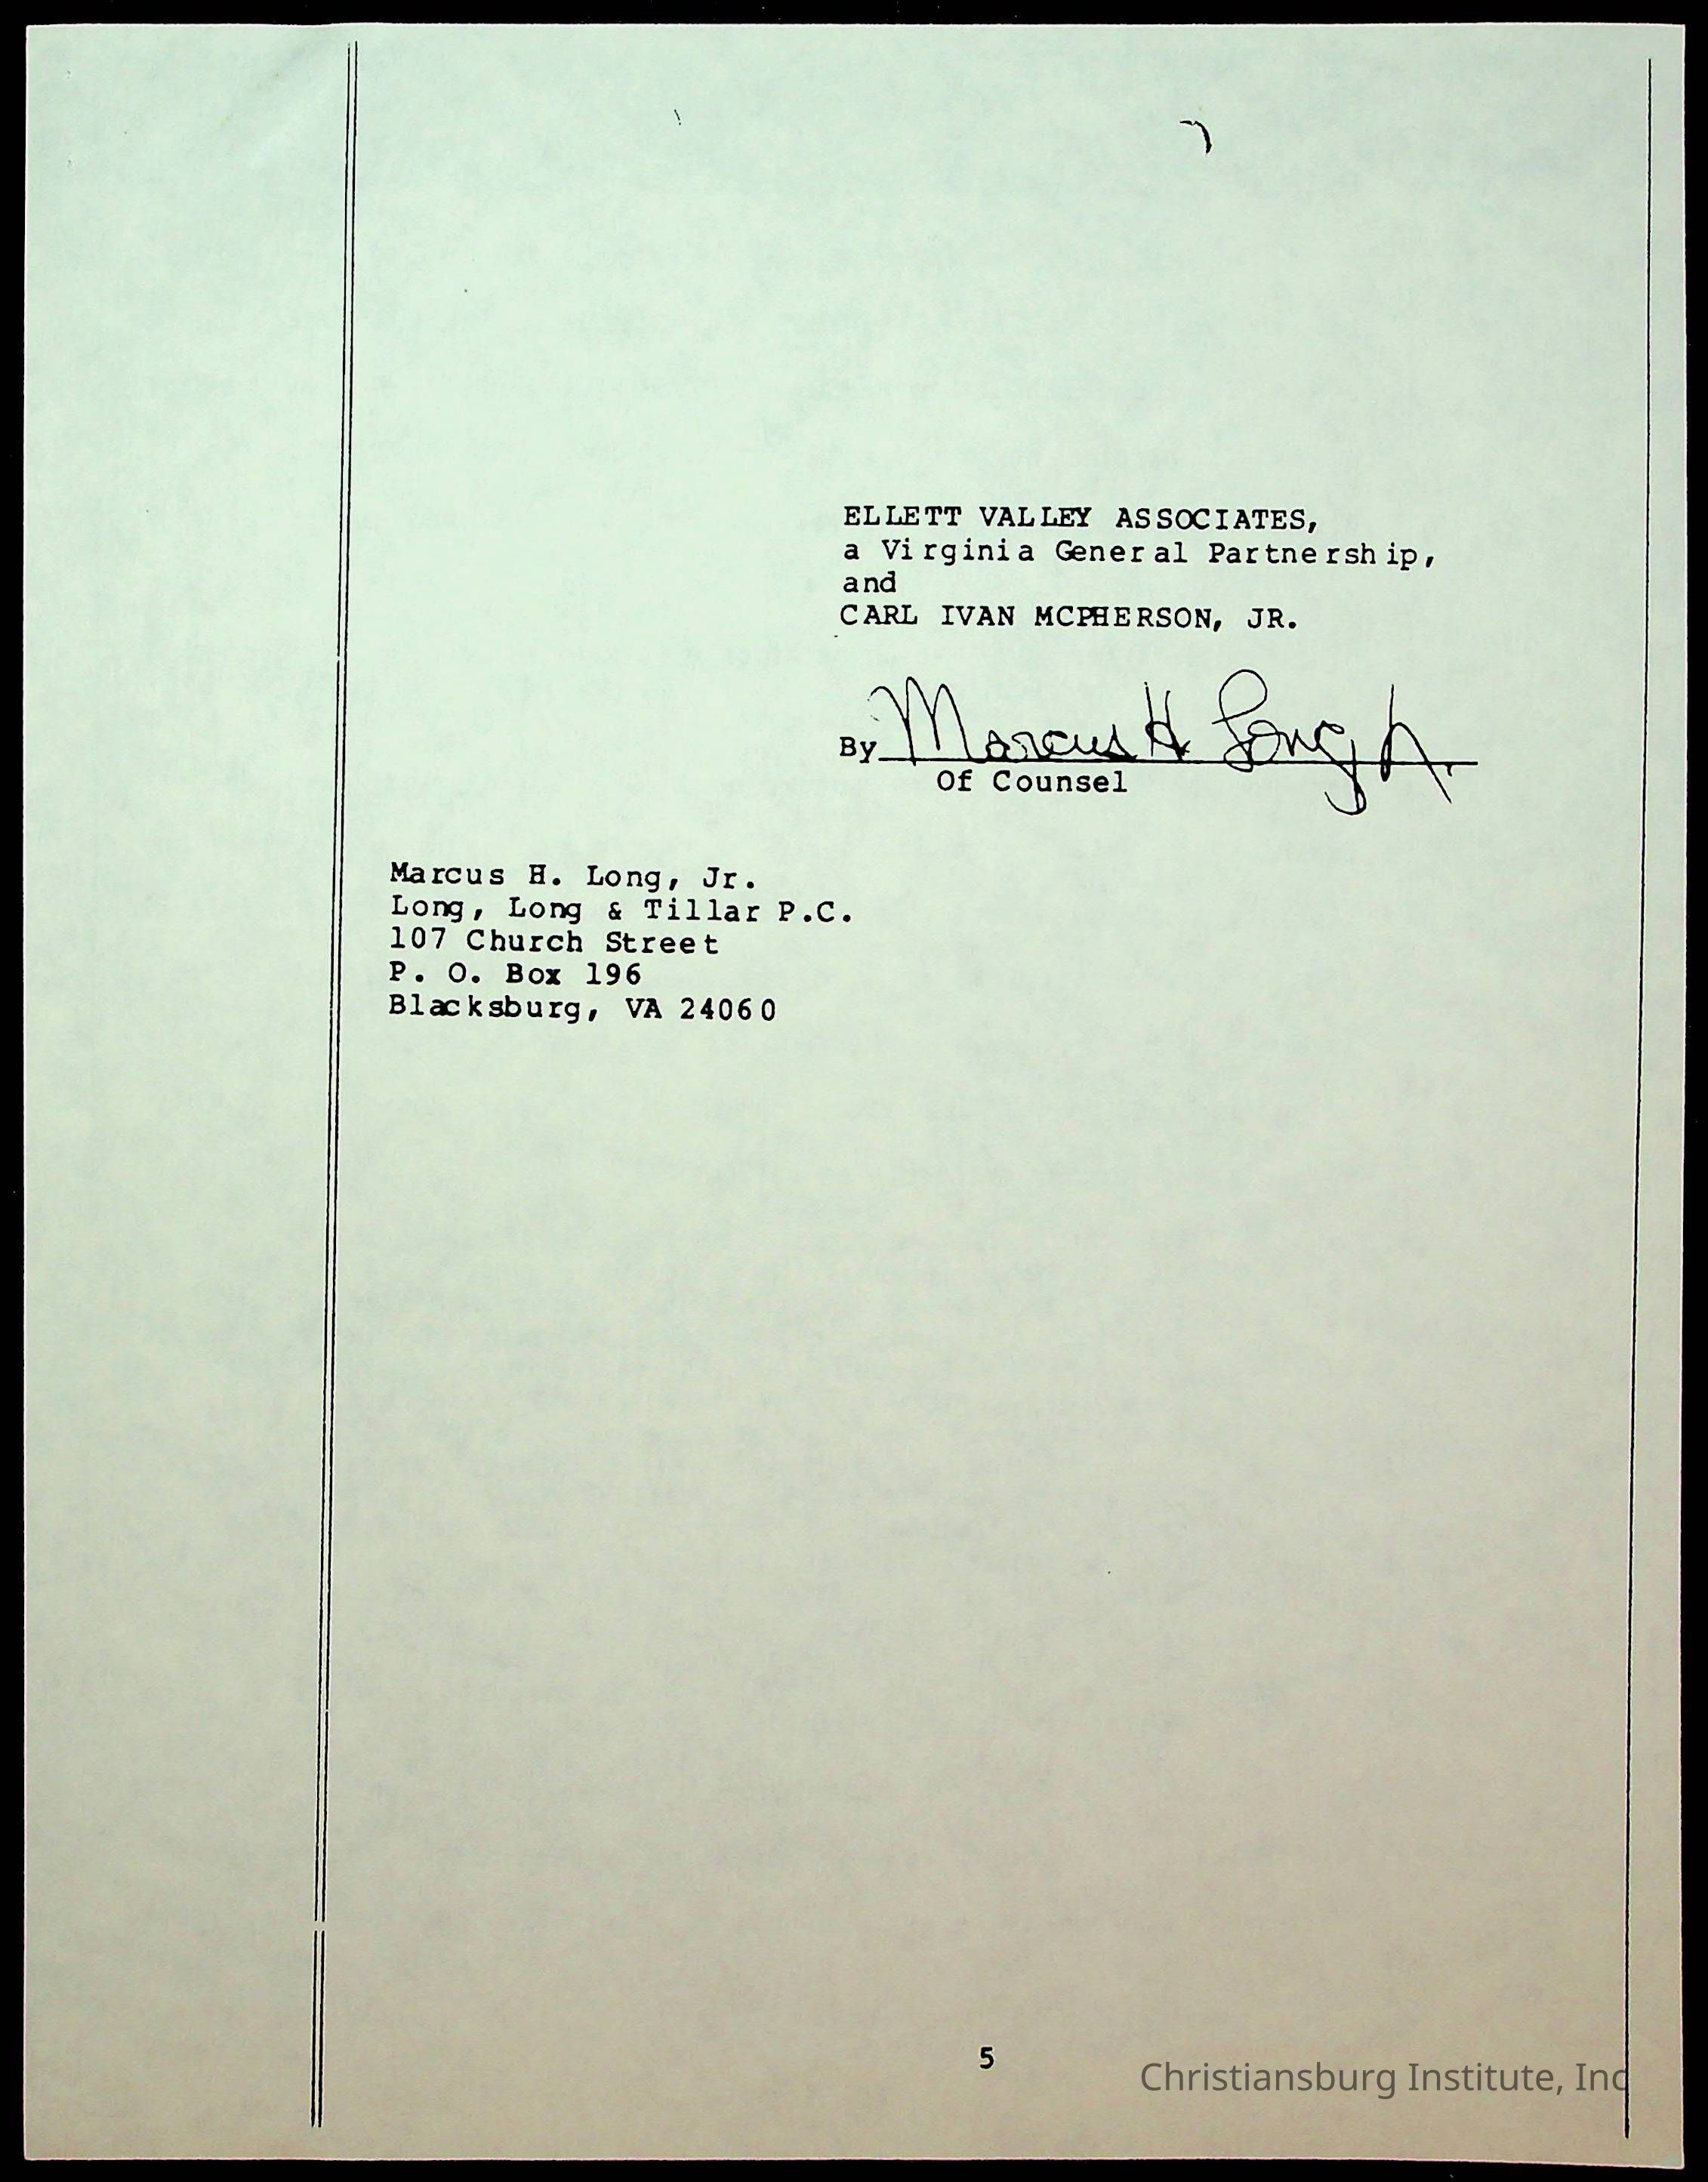 ELLETT VALLEY ASSOCIATES,
a Virginia General Partnership,
and
CARL IVAN MCPHERSON, JR.
By Marcus H Long Jr.
Of Counsel
Marcus H. Long, Jr.
Long, Long & Tillar P.C.
107 Church Street
P. O. Box 196
Blacksburg, VA 24060
5
Christiansburg Institute, Inc